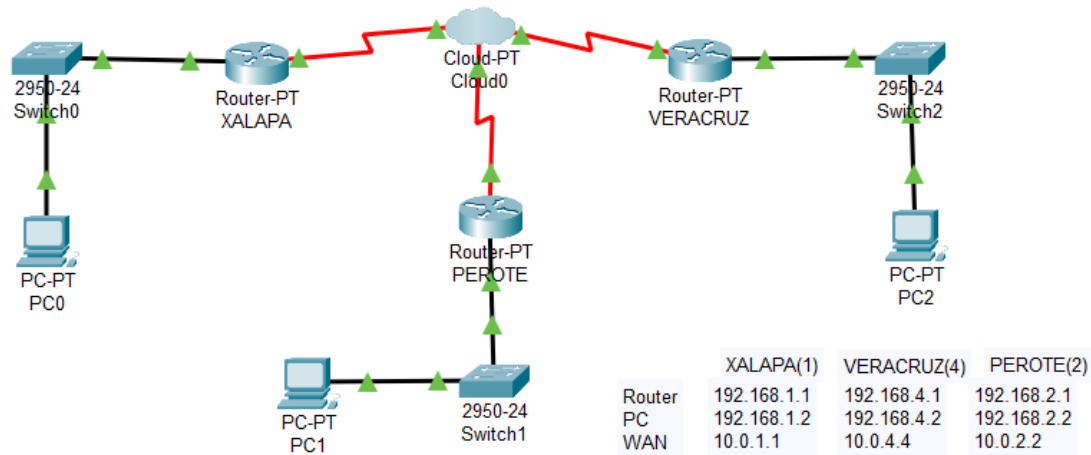 Cloud-PT
Cloud0
2950-24
Switch0
Router-PT
XALAPA
Router-PT
VERACRUZ
2950-24
Switch2
PC-PT
PC0
Router-PT
PEROTE
PC-PT
PC2
PC-PT
PC1
2950-24
Switch1
XALAPA(1) VERACRUZ(4) PEROTE(2)
Router 192.168.1.1 192.168.4.1 192.168.2.1
PC 192.168.1.2 192.168.4.2 192.168.2.2
WAN 10.0.1.1 10.0.4.4 10.0.2.2